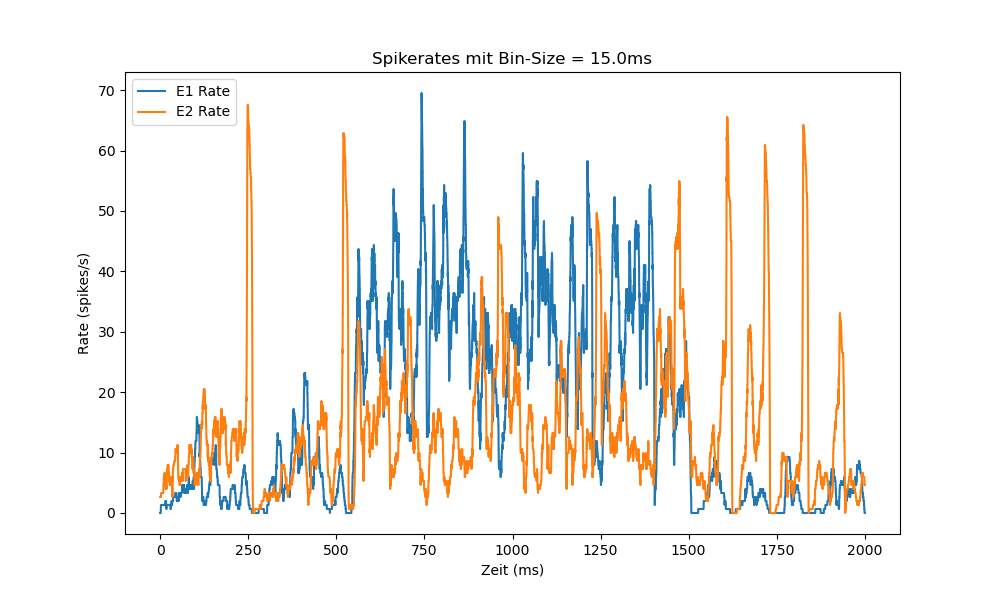 Spikerates mit Bin-Size = 15.0ms
E1 Rate
E2 Rate
Rate (spikes/s)
70
60
50
40
30
20
10
0
0 250 500 750 1000 1250 1500 1750 2000
Zeit (ms)